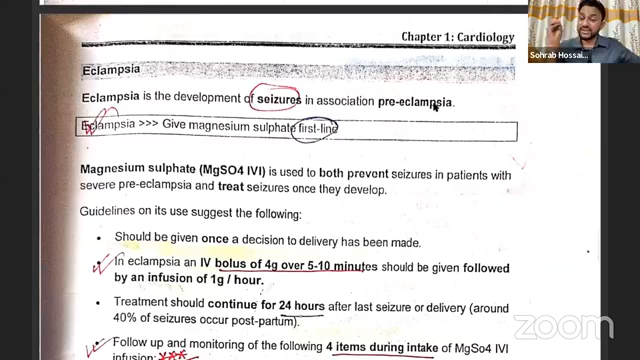 Chapter 1: Cardiology
Sohrab Hossai...
Eclampsia
Eclampsia is the development of seizures in association pre-eclampsia.
Eclampsia >>> Give magnesium sulphate first-line
Magnesium sulphate (MgSO4 IVI) is used to both prevent seizures in patients with
severe pre-eclampsia and treat seizures once they develop.
Guidelines on its use suggest the following:
• Should be given once a decision to delivery has been made.
• In eclampsia an IV bolus of 4g over 5-10 minutes should be given followed
by an infusion of 1g / hour.
• Treatment should continue for 24 hours after last seizure or delivery (around
40% of seizures occur post-partum).
• Follow up and monitoring of the following 4 items during intake of MgSO4 IVI
infusion: ***
zoom